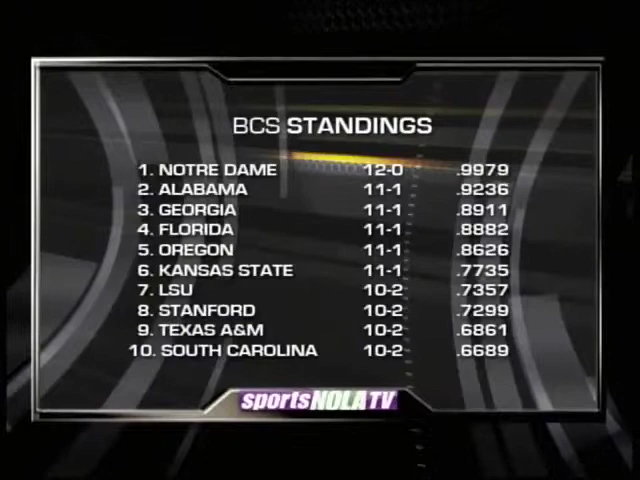 BCS STANDINGS
1. NOTRE DAME 12-0 .9979
2. ALABAMA 11-1 .9236
3. GEORGIA 11-1 .8911
4. FLORIDA 11-1 .8882
5. OREGON 11-1 .8626
6. KANSAS STATE 11-1 .7735
7. LSU 10-2 .7357
8. STANFORD 10-2 .7299
9. TEXAS A&M 10-2 .6861
10. SOUTH CAROLINA 10-2 .6689
sportsNOLATV